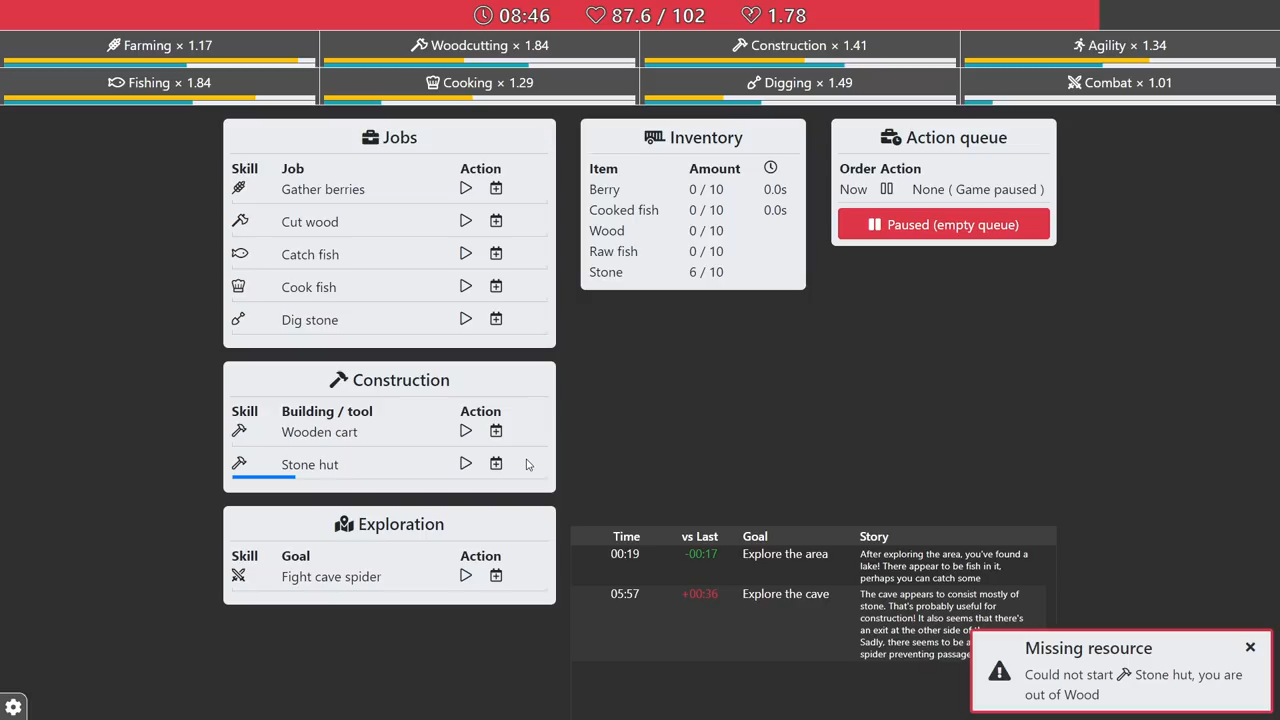 08:46 87.6 / 102 1.78
Farming × 1.17 Woodcutting × 1.84 Construction × 1.41 Agility × 1.34
Fishing × 1.84 Cooking × 1.29 Digging × 1.49 Combat × 1.01
Jobs
Skill Job Action
Gather berries
Cut wood
Catch fish
Cook fish
Dig stone
Construction
Skill Building / tool Action
Wooden cart
Stone hut
Exploration
Skill Goal Action
Fight cave spider
Inventory
Item Amount
Berry 0 / 10 0.0s
Cooked fish 0 / 10 0.0s
Wood 0 / 10
Raw fish 0 / 10
Stone 6 / 10
Action queue
Order Action
Now None ( Game paused )
Paused (empty queue)
Time vs Last Goal Story
00:19 -00:17 Explore the area After exploring the area, you've found a
lake! There appear to be fish in it,
perhaps you can catch some
05:57 +00:36 Explore the cave The cave appears to consist mostly of
stone. That's probably useful for
construction! It also seems that there's
an exit at the other side of
Sadly, there seems to be a
spider preventing passage
Missing resource
Could not start Stone hut, you are
out of Wood